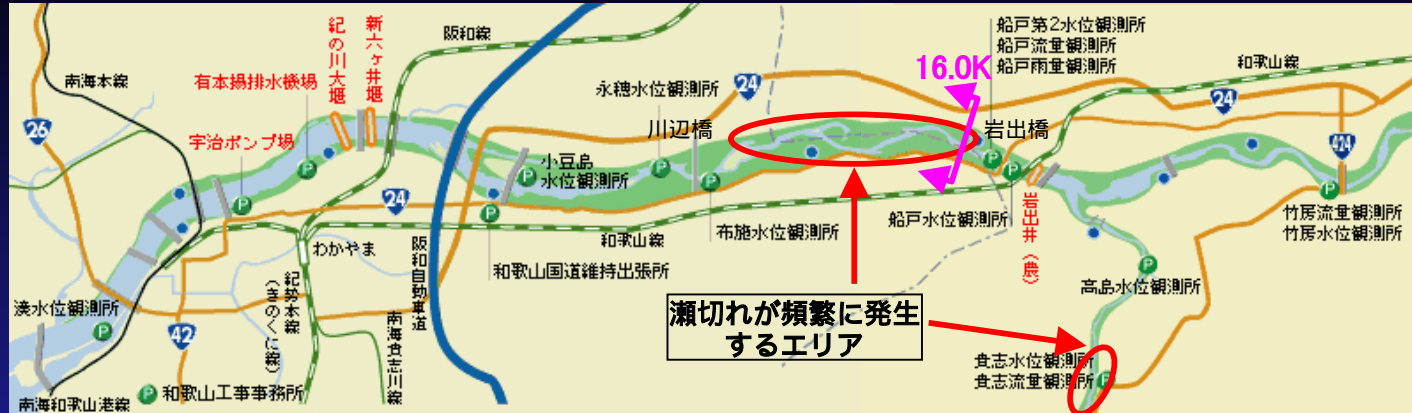 南海本線
26
宇治ポンプ場
有本揚排水機場
紀の川大堰
新六ヶ井堰
阪和線
24
小豆島
水位観測所
永穂水位観測所
川辺橋
24
16.0K
船戸第2水位観測所
船戸流量観測所
船戸雨量観測所
岩出橋
和歌山線
24
424
湊水位観測所
南海和歌山港線
42
和歌山工事事務所
わかやま
紀勢本線
(きのくに線)
南海貴志川線
阪和自動車道
和歌山国道維持出張所
和歌山線
布施水位観測所
船戸水位観測所
岩出井(農)
竹房流量観測所
竹房水位観測所
高島水位観測所
瀬切れが頻繁に発生
するエリア
貴志水位観測所
貴志流量観測所